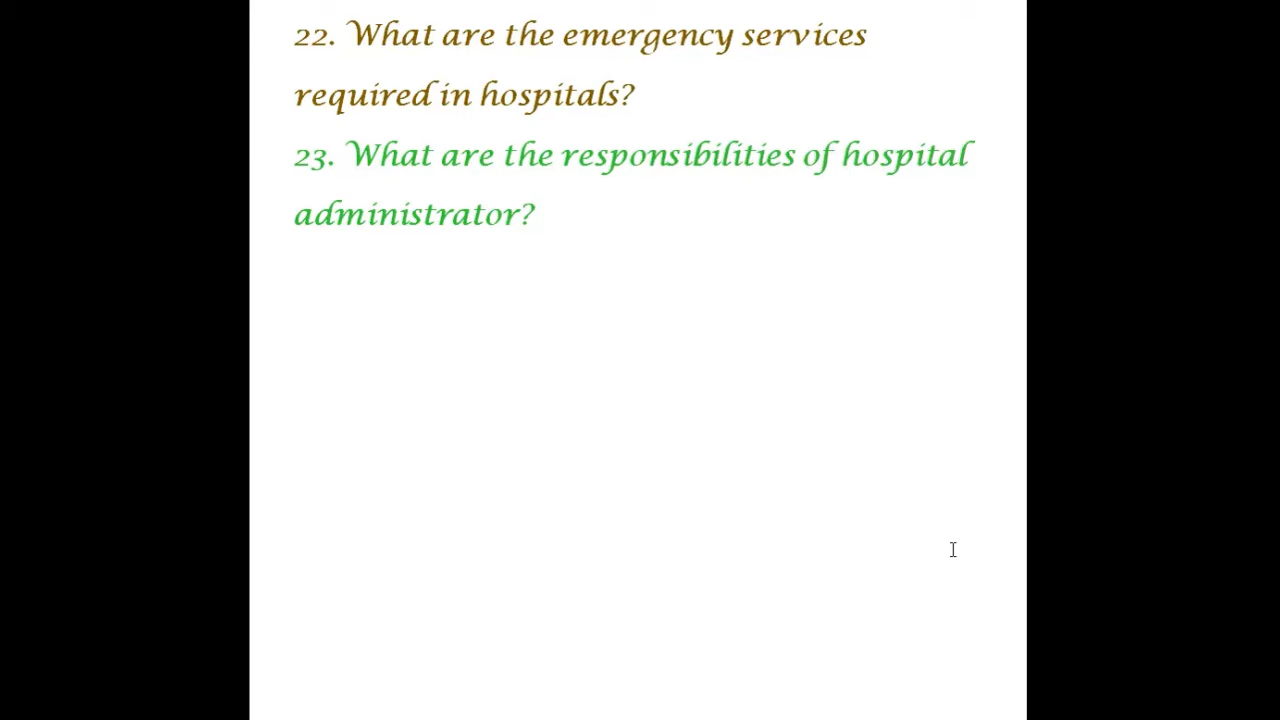 22. What are the emergency services
required in hospitals?
23. What are the responsibilities of hospital
administrator?